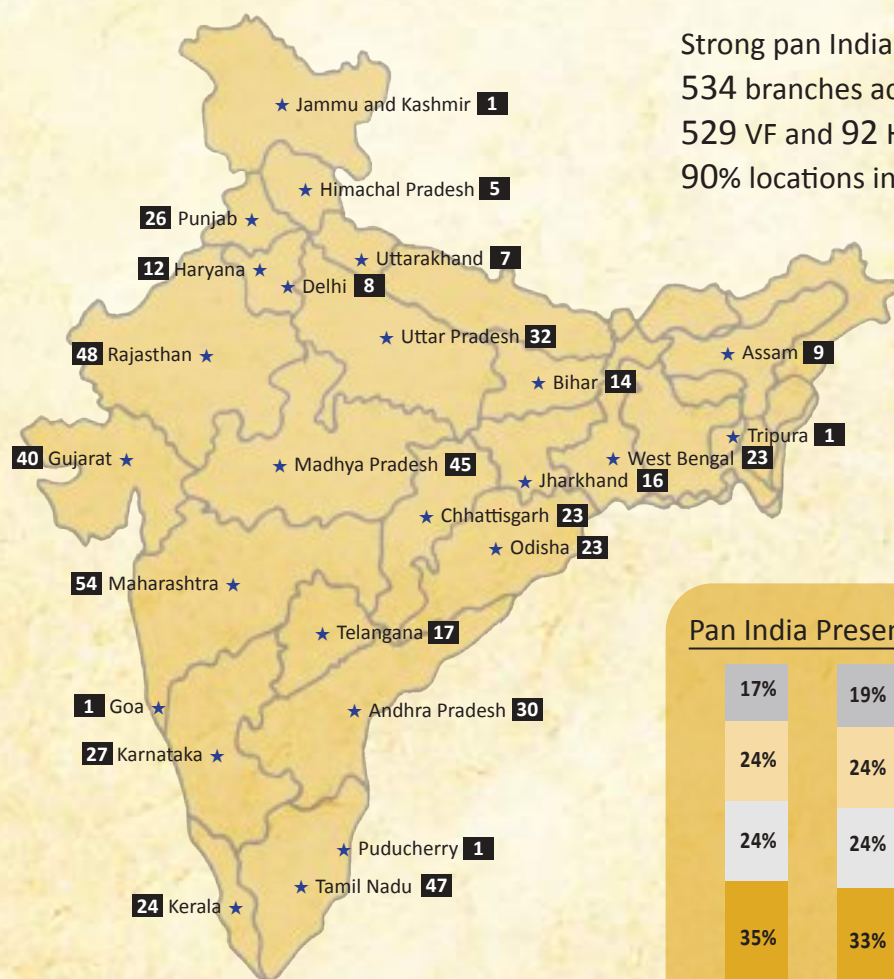 Strong pan India
534 branches ac
529 VF and 92 H
90% locations in
Jammu and Kashmir 1
Himachal Pradesh 5
26 Punjab
Uttarakhand 7
12 Haryana
Delhi 8
Uttar Pradesh 32
48 Rajasthan
Assam 9
Bihar 14
Tripura 1
40 Gujarat
Madhya Pradesh 45
West Bengal 23
Jharkhand 16
Chhattisgarh 23
Odisha 23
54 Maharashtra
Telangana 17
1 Goa
Andhra Pradesh 30
27 Karnataka
Puducherry 1
Tamil Nadu 47
24 Kerala
Pan India Preser
17% 19%
24% 24%
24% 24%
35% 33%